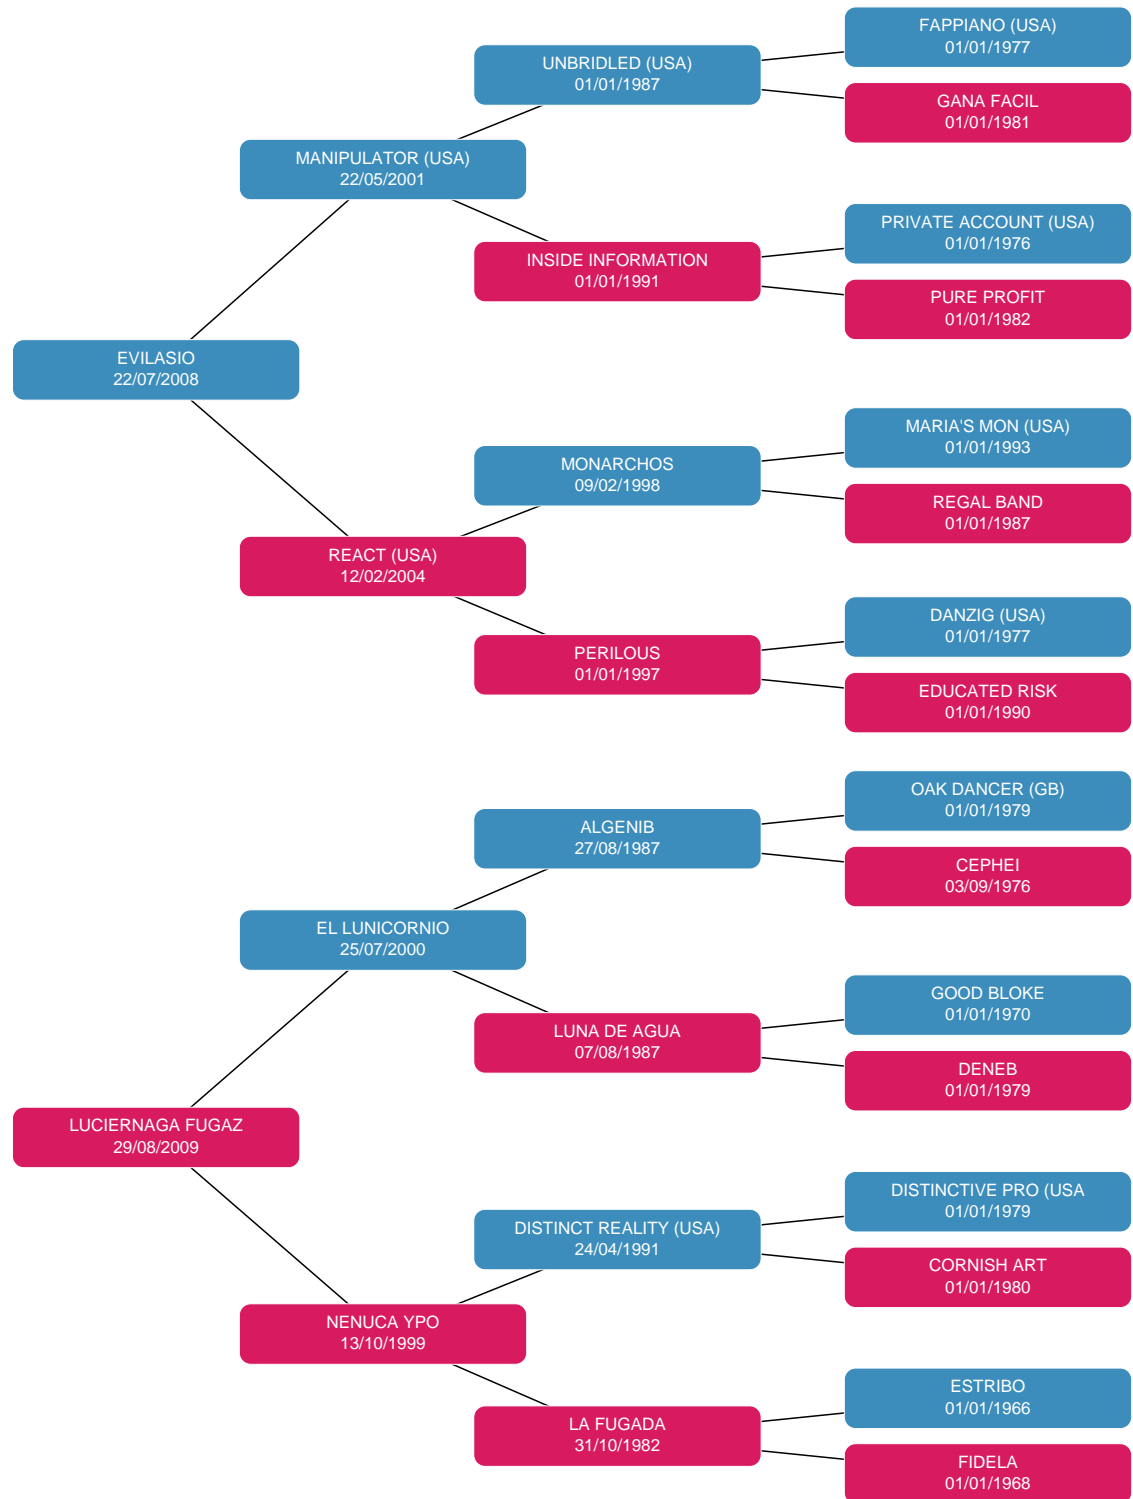 FAPPIANO (USA)
01/01/1977
UNBRIDLED (USA)
01/01/1987
GANA FACIL
01/01/1981
MANIPULATOR (USA)
22/05/2001
PRIVATE ACCOUNT (USA)
01/01/1976
INSIDE INFORMATION
01/01/1991
PURE PROFIT
01/01/1982
EVILASIO
22/07/2008
MARIA'S MON (USA)
01/01/1993
MONARCHOS
09/02/1998
REGAL BAND
01/01/1987
REACT (USA)
12/02/2004
DANZIG (USA)
01/01/1977
PERILOUS
01/01/1997
EDUCATED RISK
01/01/1990
OAK DANCER (GB)
01/01/1979
ALGENIB
27/08/1987
CEPHEI
03/09/1976
EL LUNICORNIO
25/07/2000
GOOD BLOKE
01/01/1970
LUNA DE AGUA
07/08/1987
DENEB
01/01/1979
LUCIERNAGA FUGAZ
29/08/2009
DISTINCTIVE PRO (USA
01/01/1979
DISTINCT REALITY (USA)
24/04/1991
CORNISH ART
01/01/1980
NENUCA YPO
13/10/1999
ESTRIBO
01/01/1966
LA FUGADA
31/10/1982
FIDELA
01/01/1968